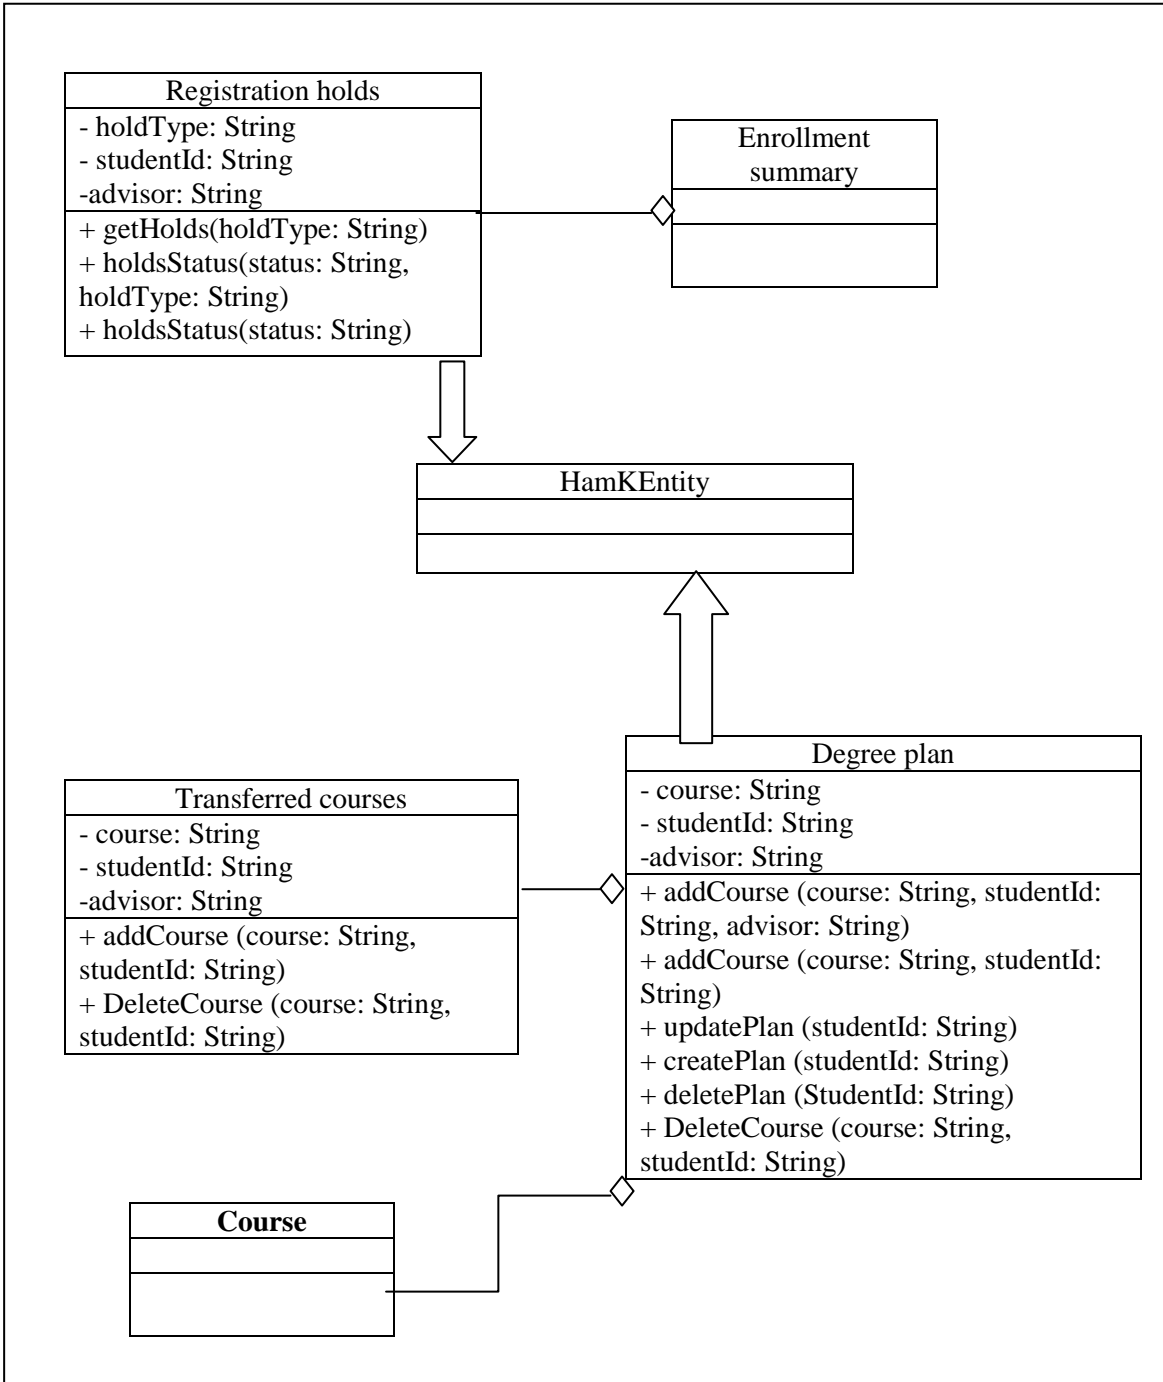 Registration holds
- holdType: String
- studentId: String
-advisor: String
+ getHolds(holdType: String)
+ holdsStatus(status: String,
holdType: String)
+ holdsStatus(status: String)
Enrollment
summary
HamKEntity
Transferred courses
- course: String
- studentId: String
-advisor: String
+ addCourse (course: String,
studentId: String)
+ DeleteCourse (course: String,
studentId: String)
Degree plan
- course: String
- studentId: String
-advisor: String
+ addCourse (course: String, studentId:
String, advisor: String)
+ addCourse (course: String, studentId:
String)
+ updatePlan (studentId: String)
+ createPlan (studentId: String)
+ deletePlan (StudentId: String)
+ DeleteCourse (course: String,
studentId: String)
Course